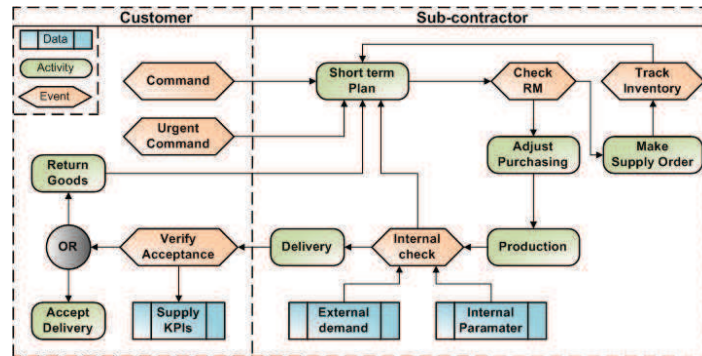 Customer
Sub-contractor
Data
Activity
Event
Command
Short term
Plan
Check
RM
Track
Inventory
Urgent
Command
Return
Goods
Adjust
Purchasing
Make
Supply Order
OR
Verify
Acceptance
Delivery
Internal
check
Production
Accept
Delivery
Supply
KPIs
External
demand
Internal
Paramater